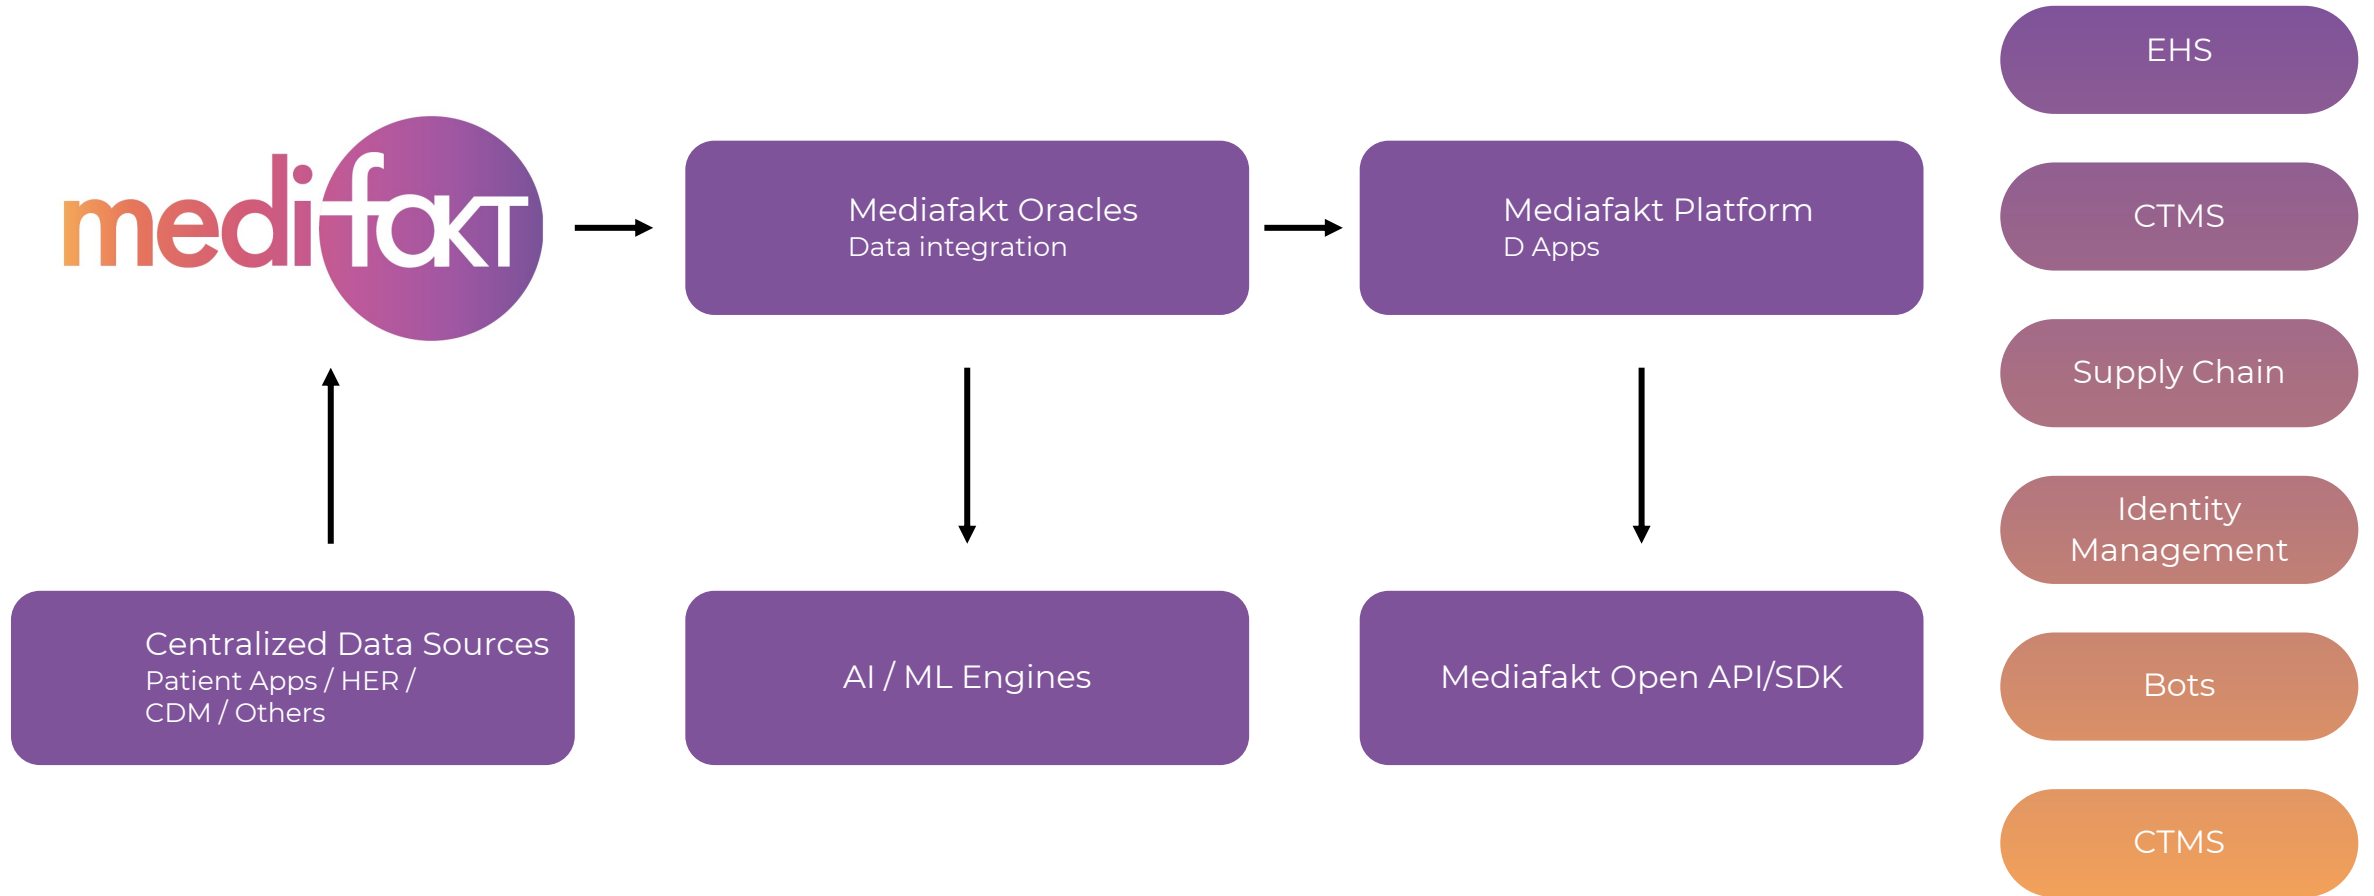 medifaKT
Mediafakt Oracles
Data integration
Mediafakt Platform
D Apps
Centralized Data Sources
Patient Apps / HER /
CDM / Others
AI / ML Engines
Mediafakt Open API/SDK
EHS
CTMS
Supply Chain
Identity
Management
Bots
CTMS